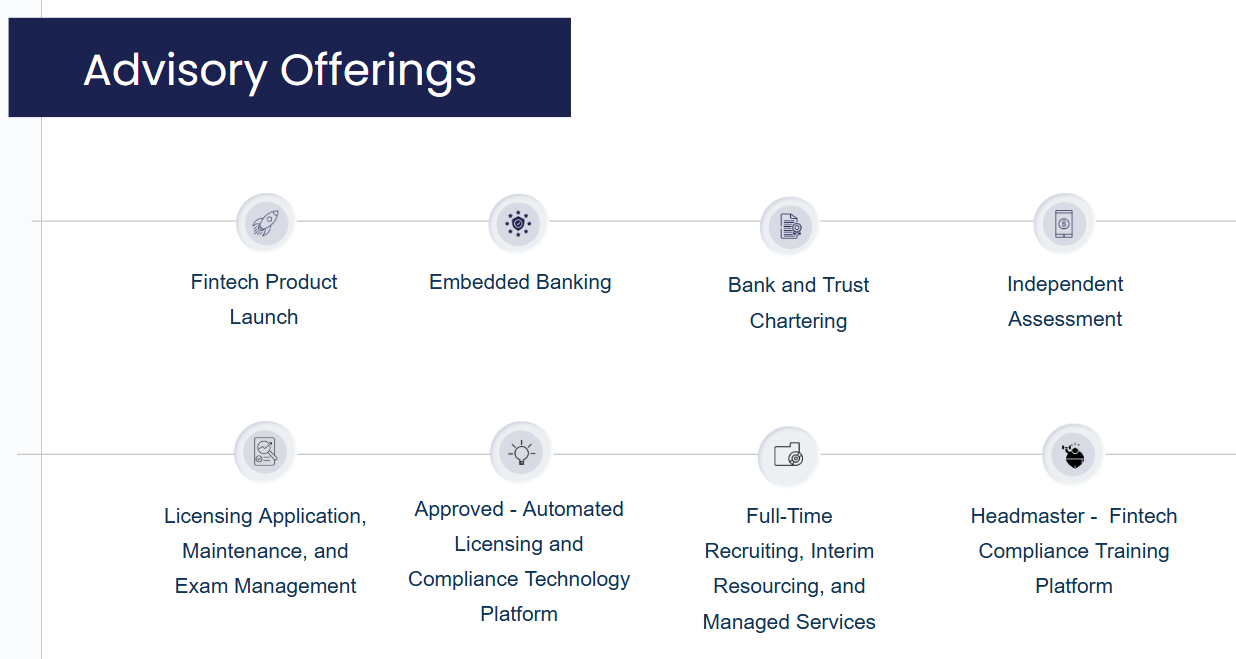 Advisory Offerings
Fintech Product
Launch
Embedded Banking
Bank and Trust
Chartering
Independent
Assessment
Licensing Application,
Maintenance, and
Exam Management
Approved - Automated
Licensing and
Compliance Technology
Platform
Full-Time
Recruiting, Interim
Resourcing, and
Managed Services
Headmaster -  Fintech
Compliance Training
Platform